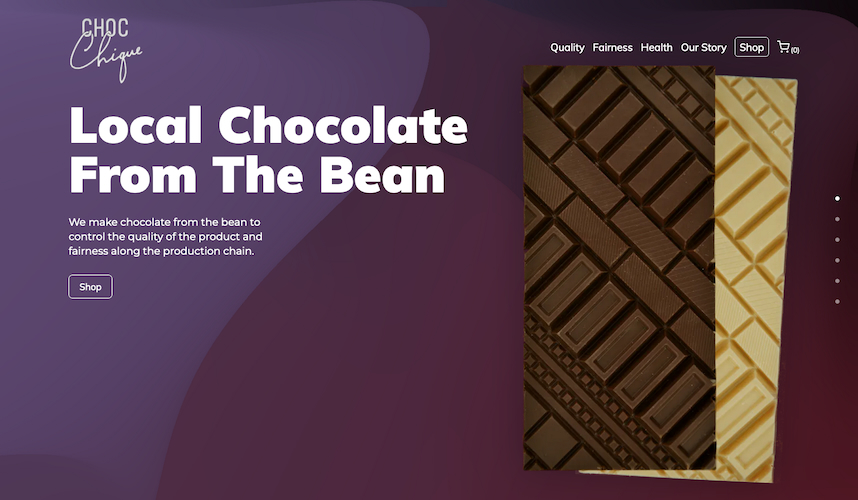 CHOC
Chique
Quality Fairness Health Our Story Shop (0)
Local Chocolate
From The Bean
We make chocolate from the bean to
control the quality of the product and
fairness along the production chain.
Shop